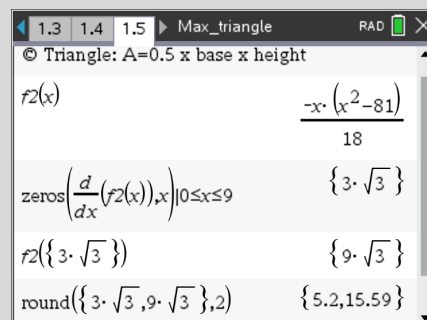 1.3 1.4 1.5 Max_triangle RAD
© Triangle: A=0.5 x base x height
f2(x)
-x·(x²-81)
18
zeros(d/dx(f2(x)),x)|0≤x≤9 {3·√3}
f2({3·√3}) {9·√3}
round({3·√3,9·√3},2) {5.2,15.59}